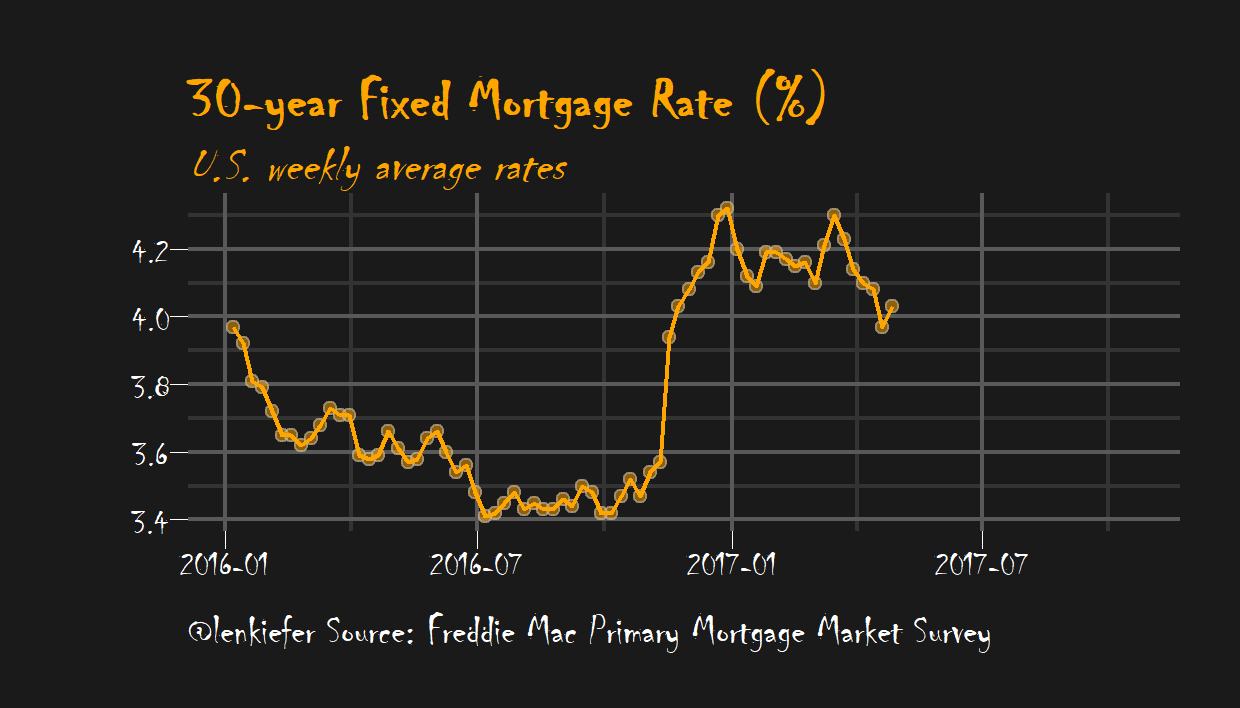 30-year Fixed Mortgage Rate (%)
U.S. weekly average rates
4.2
4.0
3.8
3.6
3.4
2016-01 2016-07 2017-01 2017-07
@lenkiefer Source: Freddie Mac Primary Mortgage Market Survey